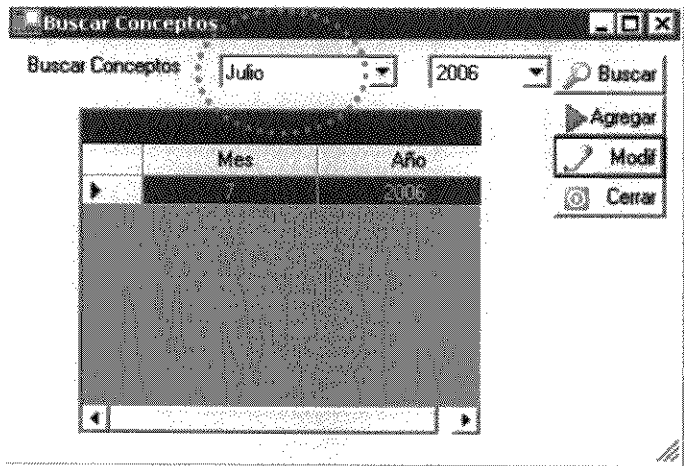 Buscar Conceptos
Buscar Conceptos Julio 2006 Buscar
Agregar
Mes Año Modif
7 2006 Cerrar